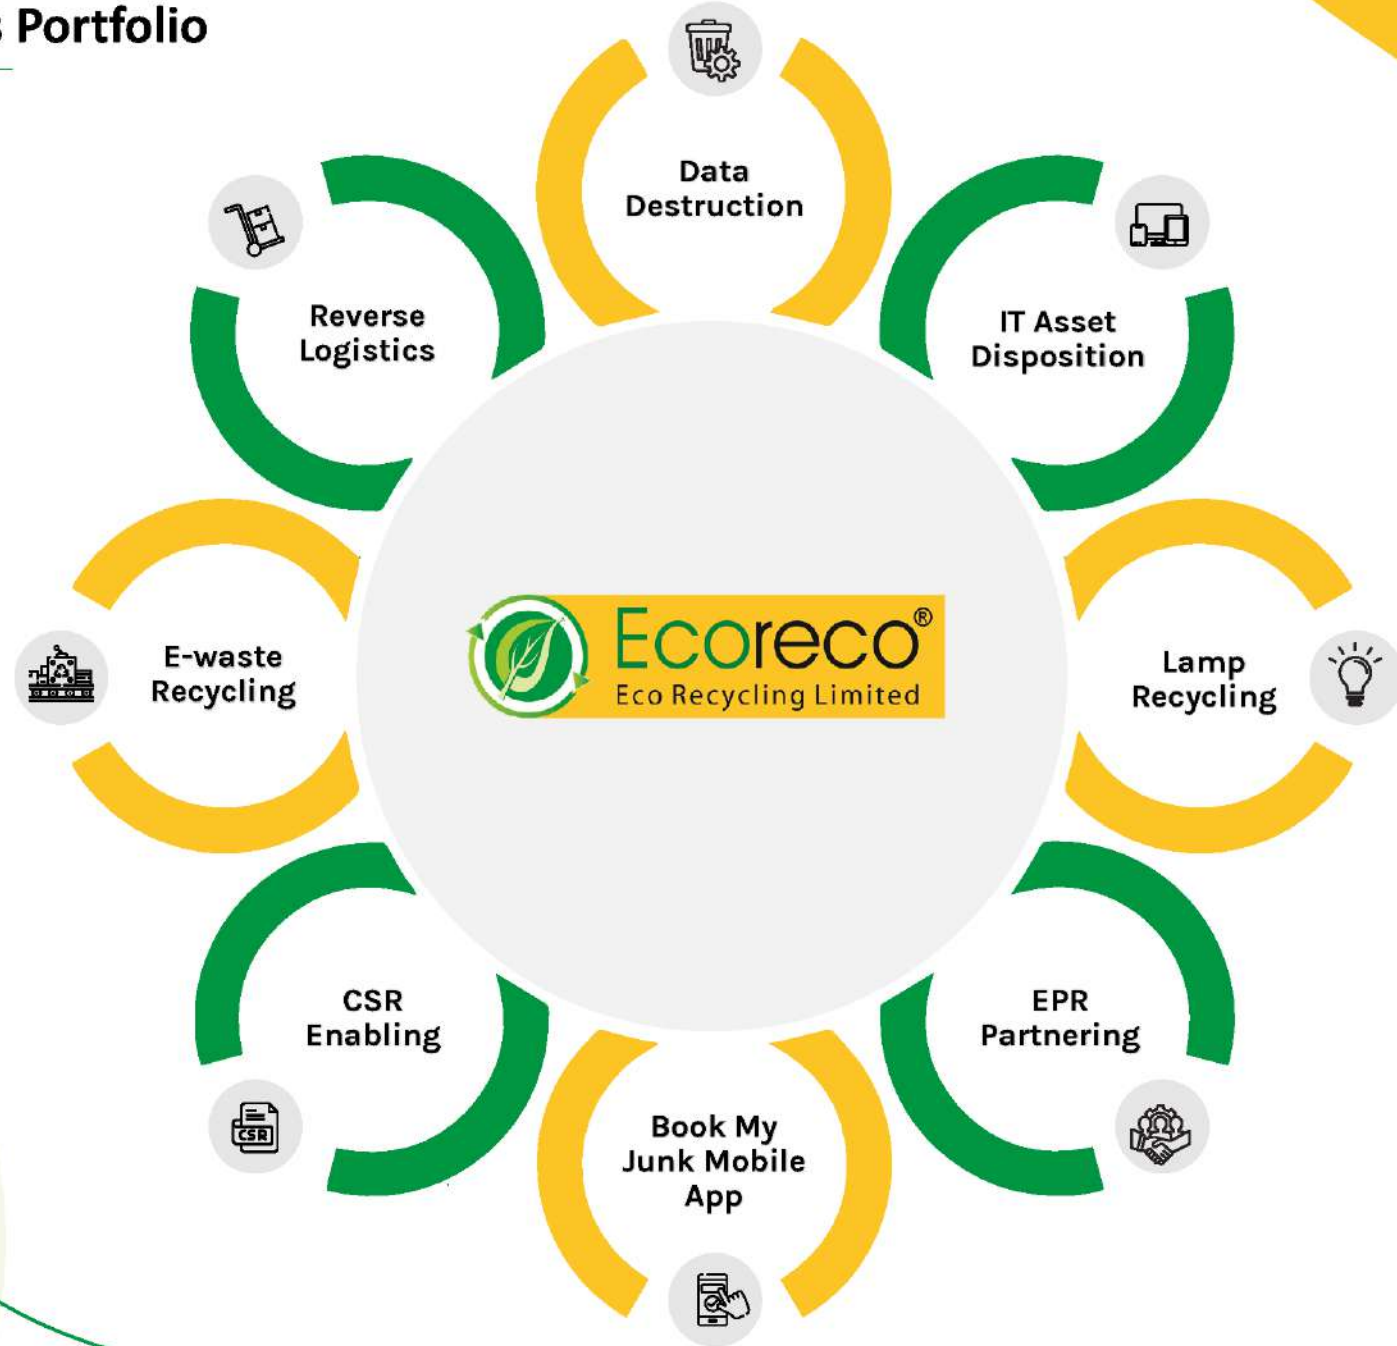 Portfolio
Data
Destruction
IT Asset
Disposition
Lamp
Recycling
EPR
Partnering
Book My
Junk Mobile
App
CSR
Enabling
CSR
E-waste
Recycling
Reverse
Logistics
Ecoreco®
Eco Recycling Limited